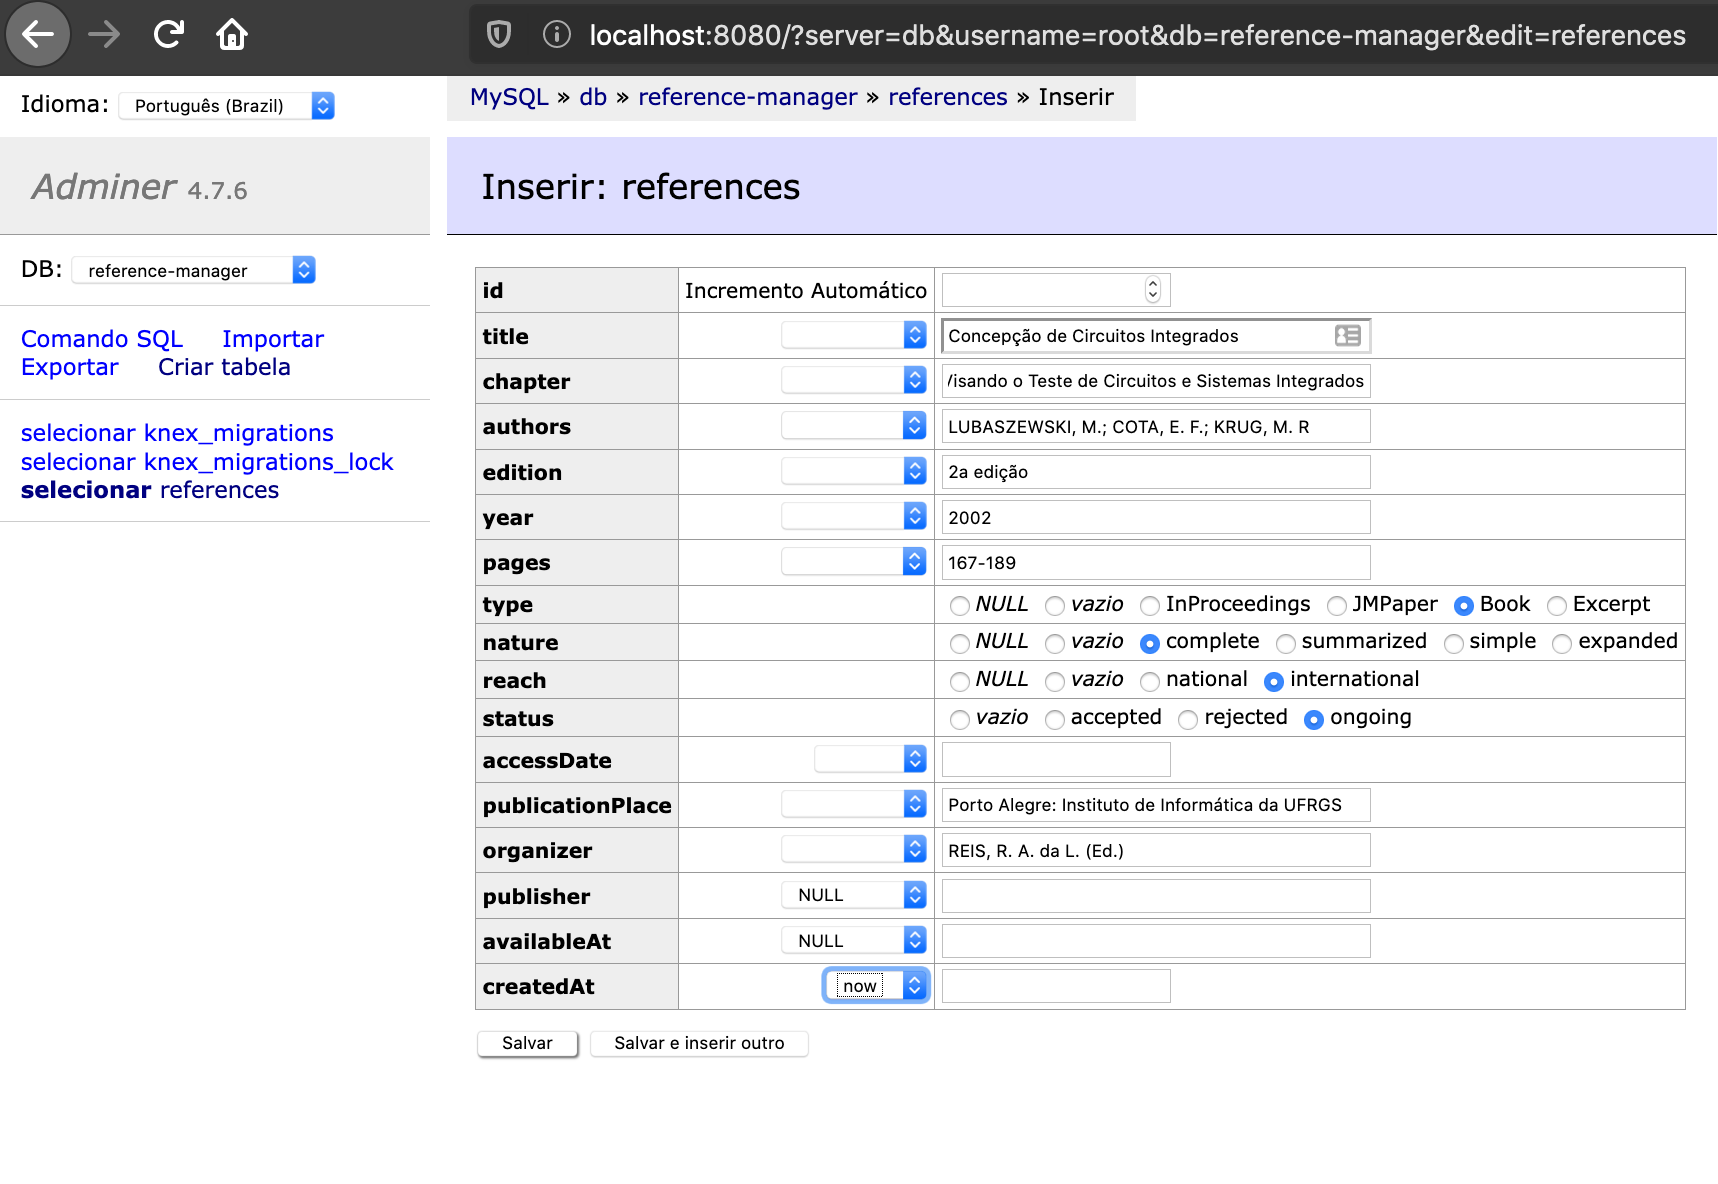 localhost:8080/?server=db&username=root&db=reference-manager&edit=references
Idioma: Português (Brazil)
MySQL » db » reference-manager » references » Inserir
Adminer 4.7.6
Inserir: references
DB: reference-manager
Comando SQL Importar
Exportar Criar tabela
selecionar knex_migrations
selecionar knex_migrations_lock
selecionar references
id Incremento Automático
title Concepção de Circuitos Integrados
chapter Visando o Teste de Circuitos e Sistemas Integrados
authors LUBASZEWSKI, M.; COTA, E. F.; KRUG, M. R
edition 2a edição
year 2002
pages 167-189
type NULL vazio InProceedings JMPaper Book Excerpt
nature NULL vazio complete summarized simple expanded
reach NULL vazio national international
status vazio accepted rejected ongoing
accessDate
publicationPlace Porto Alegre: Instituto de Informática da UFRGS
organizer REIS, R. A. da L. (Ed.)
publisher NULL
availableAt NULL
createdAt now
Salvar Salvar e inserir outro